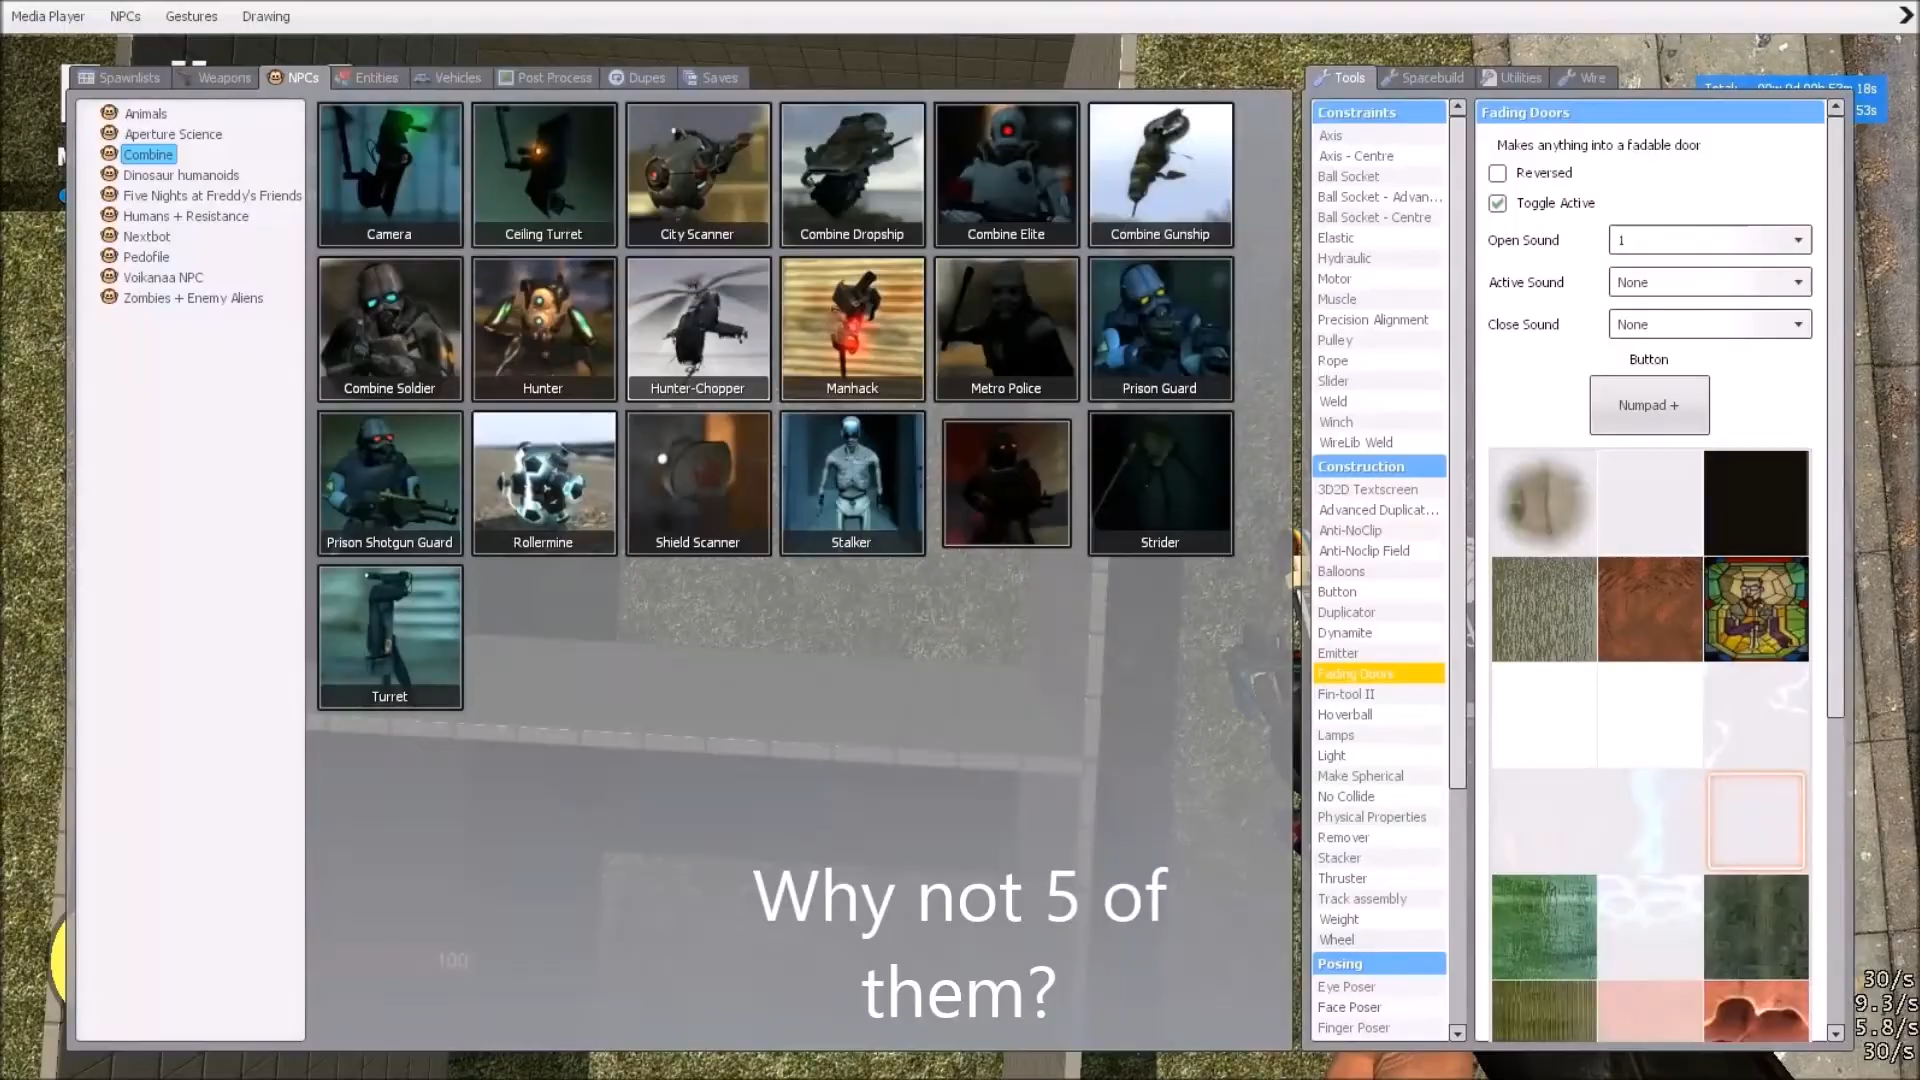 Media Player NPCs Gestures Drawing
Spawnlists Weapons NPCs Entities Vehicles Post Process Dupes Saves
Animals
Aperture Science
Combine
Dinosaur humanoids
Five Nights at Freddy's Friends
Humans + Resistance
Nextbot
Pedofile
Voikanaa NPC
Zombies + Enemy Aliens
Camera Ceiling Turret City Scanner Combine Dropship Combine Elite Combine Gunship
Combine Soldier Hunter Hunter-Chopper Manhack Metro Police Prison Guard
Prison Shotgun Guard Rollermine Shield Scanner Stalker Strider
Turret
100
Why not 5 of
them?
Tools Spacebuild Utilities Wire
Total: 18s
53s
Constraints
Axis
Axis - Centre
Ball Socket
Ball Socket - Advan...
Ball Socket - Centre
Elastic
Hydraulic
Motor
Muscle
Precision Alignment
Pulley
Rope
Slider
Weld
Winch
WireLib Weld
Construction
3D2D Textscreen
Advanced Duplicat...
Anti-NoClip
Anti-Noclip Field
Balloons
Button
Duplicator
Dynamite
Emitter
Fading Doors
Fin-tool II
Hoverball
Lamps
Light
Make Spherical
No Collide
Physical Properties
Remover
Stacker
Thruster
Track assembly
Weight
Wheel
Posing
Eye Poser
Face Poser
Finger Poser
Fading Doors
Makes anything into a fadable door
Reversed
Toggle Active
Open Sound 1
Active Sound None
Close Sound None
Button
Numpad +
30/s
9.3/s
5.8/s
30/s